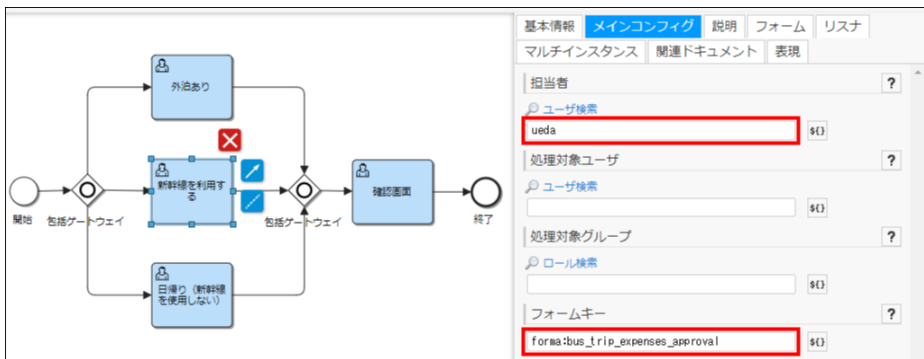 外泊あり
新幹線を利用す
る
開始
包括ゲートウェイ
包括ゲートウェイ
確認画面
終了
日帰り（新幹線
を使用しない）
基本情報 メインコンフィグ 説明 フォーム リスナ
マルチインスタンス 関連ドキュメント 表現
担当者 ?
ユーザ検索
ueda ${}
処理対象ユーザ ?
ユーザ検索
${}
処理対象グループ ?
ロール検索
${}
フォームキー ?
forma:bus_trip_expenses_approval ${}